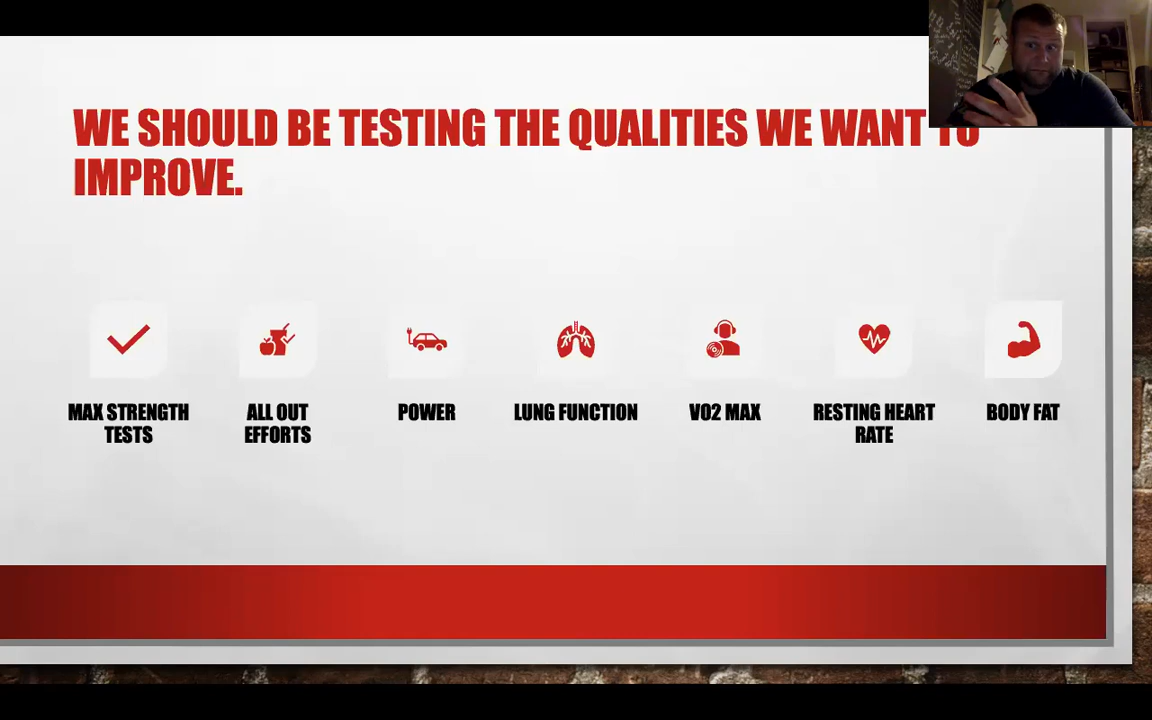 WE SHOULD BE TESTING THE QUALITIES WE WANT TO
IMPROVE.
MAX STRENGTH
TESTS
ALL OUT
EFFORTS
POWER
LUNG FUNCTION
VO2 MAX
RESTING HEART
RATE
BODY FAT